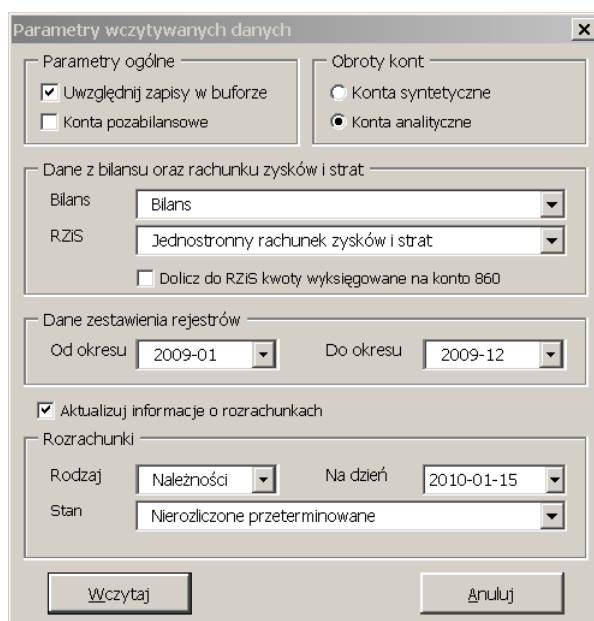 Parametry wczytywanych danych
Parametry ogólne
Uwzględnij zapisy w buforze
Konta pozabilansowe
Obroty kont
Konta syntetyczne
Konta analityczne
Dane z bilansu oraz rachunku zysków i strat
Bilans Bilans
RZiS Jednostronny rachunek zysków i strat
Dolicz do RZiS kwoty wyksięgowane na konto 860
Dane zestawienia rejestrów
Od okresu 2009-01 Do okresu 2009-12
Aktualizuj informacje o rozrachunkach
Rozrachunki
Rodzaj Należności Na dzień 2010-01-15
Stan Nierozliczone przeterminowane
Wczytaj Anuluj